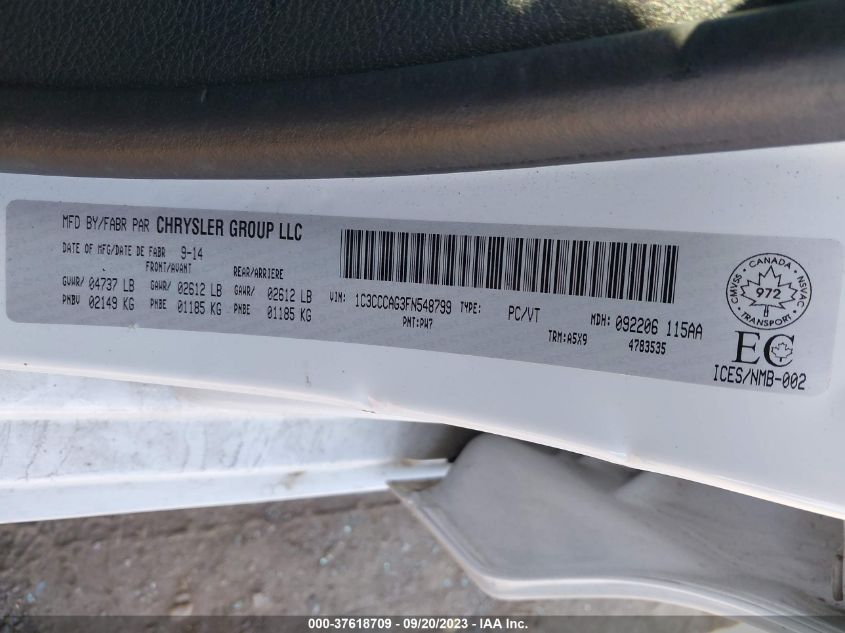 MFD BY/FABR PAR CHRYSLER GROUP LLC
DATE OF MFG/DATE DE FABR 9-14
FRONT/AVANT REAR/ARRIERE
GVWR/ 04737 LB GAWR/ 02612 LB GAWR/ 02612 LB
PNBV 02149 KG PNBE 01185 KG PNBE 01185 KG
VIN: 1C3CCCAG3FN548799 TYPE: PC/VT MDH: 092206 115AA
PNT:PW7 TRM:A5X9 4783535
CANADA
CMVSS 972 NSVAC
TRANSPORT
EC
ICES/NMB-002
000-37618709 - 09/20/2023 - IAA Inc.